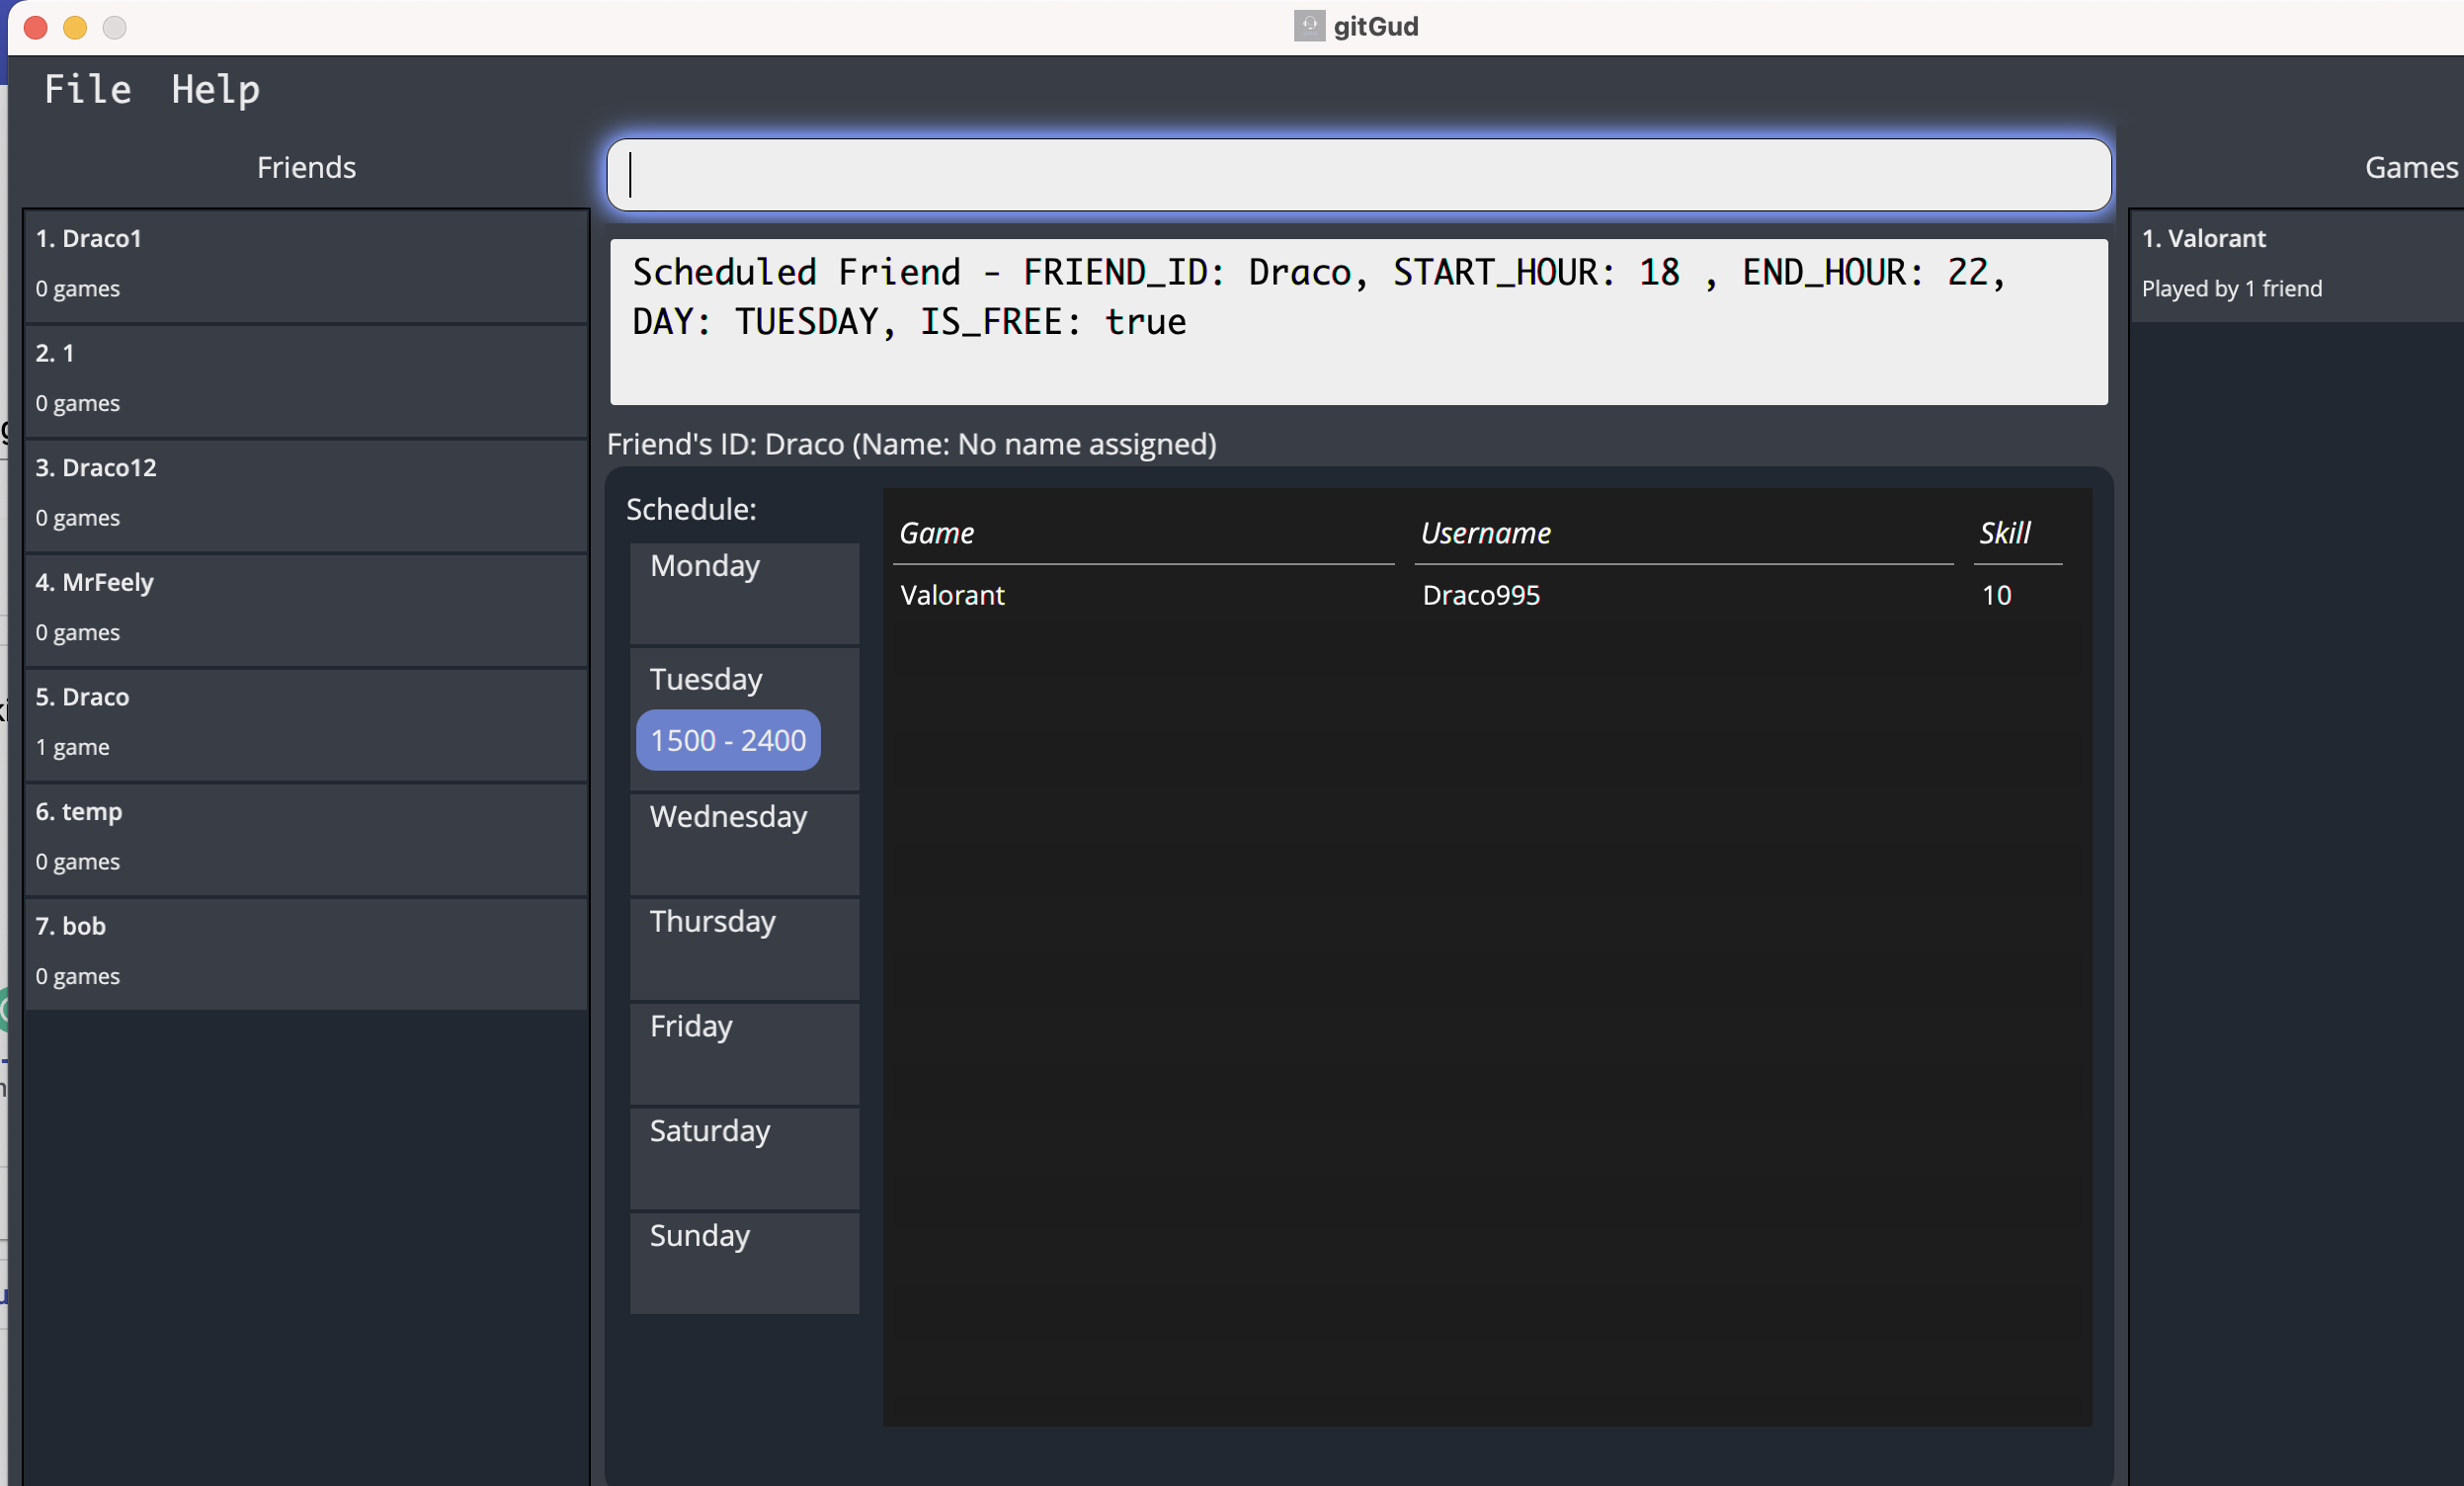 gitGud
File Help
Friends
1. Draco1
0 games
2. 1
0 games
3. Draco12
0 games
4. MrFeely
0 games
5. Draco
1 game
6. temp
0 games
7. bob
0 games
Scheduled Friend - FRIEND_ID: Draco, START_HOUR: 18 , END_HOUR: 22,
DAY: TUESDAY, IS_FREE: true
Friend's ID: Draco (Name: No name assigned)
Schedule:
Monday
Tuesday
1500 - 2400
Wednesday
Thursday
Friday
Saturday
Sunday
Game Username Skill
Valorant Draco995 10
Games
1. Valorant
Played by 1 friend